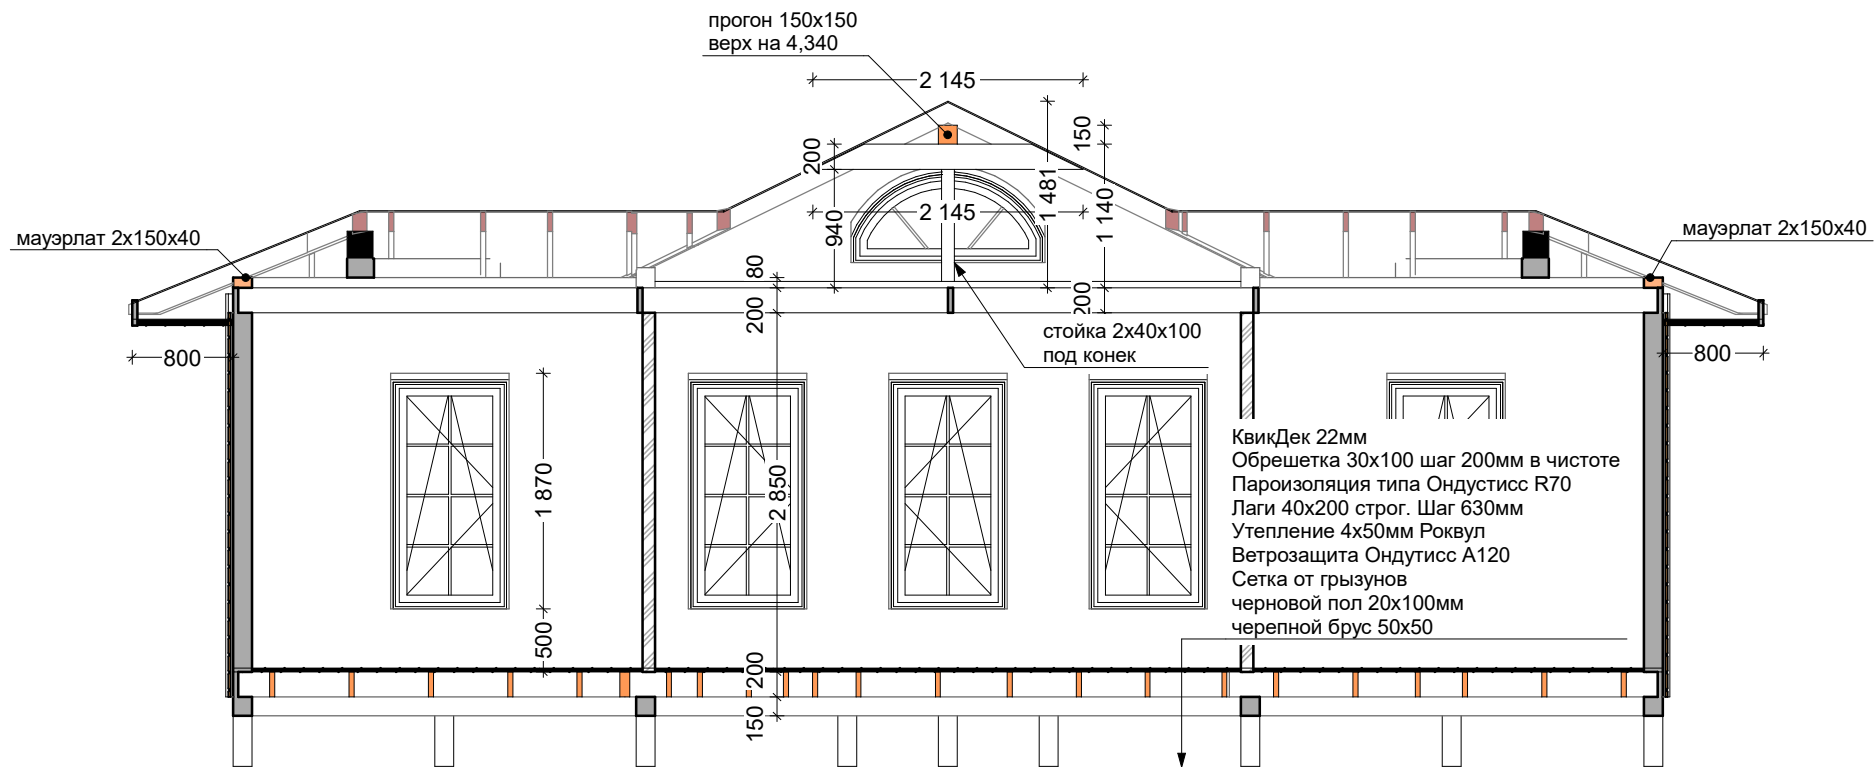 прогон 150х150
верх на 4,340
2 145
150
200
1 481
1 140
940
2 145
мауэрлат 2х150х40
мауэрлат 2х150х40
80
200
200
стойка 2х40х100
под конек
800
800
1 870
2 850
500
200
150
КвикДек 22мм
Обрешетка 30х100 шаг 200мм в чистоте
Пароизоляция типа Ондустисс R70
Лаги 40х200 строг. Шаг 630мм
Утепление 4х50мм Роквул
Ветрозащита Ондутисс А120
Сетка от грызунов
черновой пол 20х100мм
черепной брус 50х50